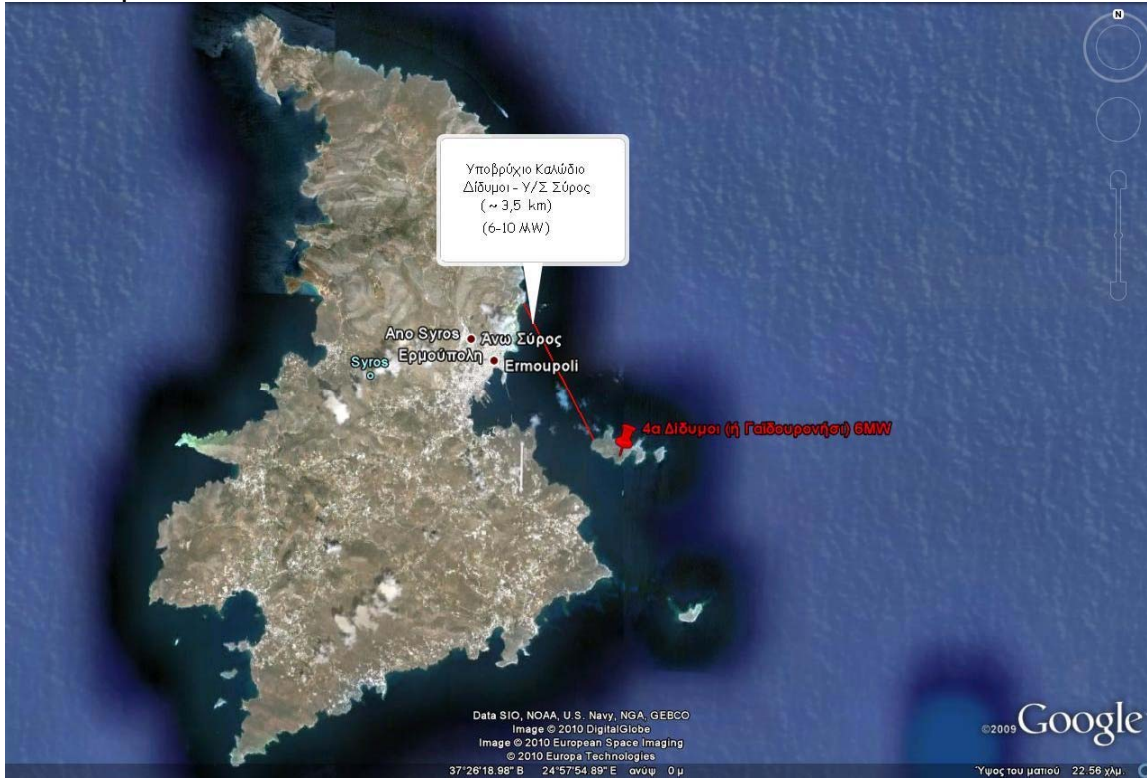 N
Υποβρύχιο Καλώδιο
Δίδυμοι - Υ/Σ Σύρος
(~ 3,5 km)
(6-10 MW)
Ano Syros Άνω Σύρος
Ερμούπολη Ermoupoli
Syros
4α Δίδυμοι (ή Γαϊδουρονήσι) 6MW
Data SIO, NOAA, U.S. Navy, NGA, GEBCO
Image © 2010 DigitalGlobe
Image © 2010 European Space Imaging
© 2010 Europa Technologies
©2009 Google
37°26'18.98" Β 24°57'54.89" Ε ανύψ 0 μ Ύψος του ματιού 22.56 χλμ.